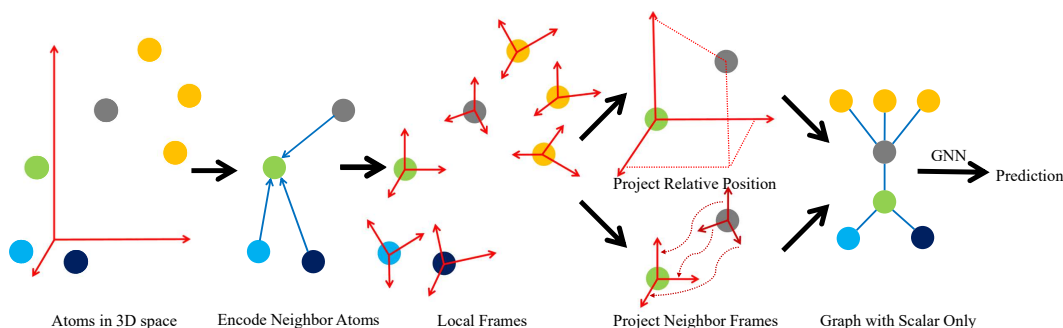 Project Relative Position
GNN
Prediction
Atoms in 3D space
Encode Neighbor Atoms
Local Frames
Project Neighbor Frames
Graph with Scalar Only